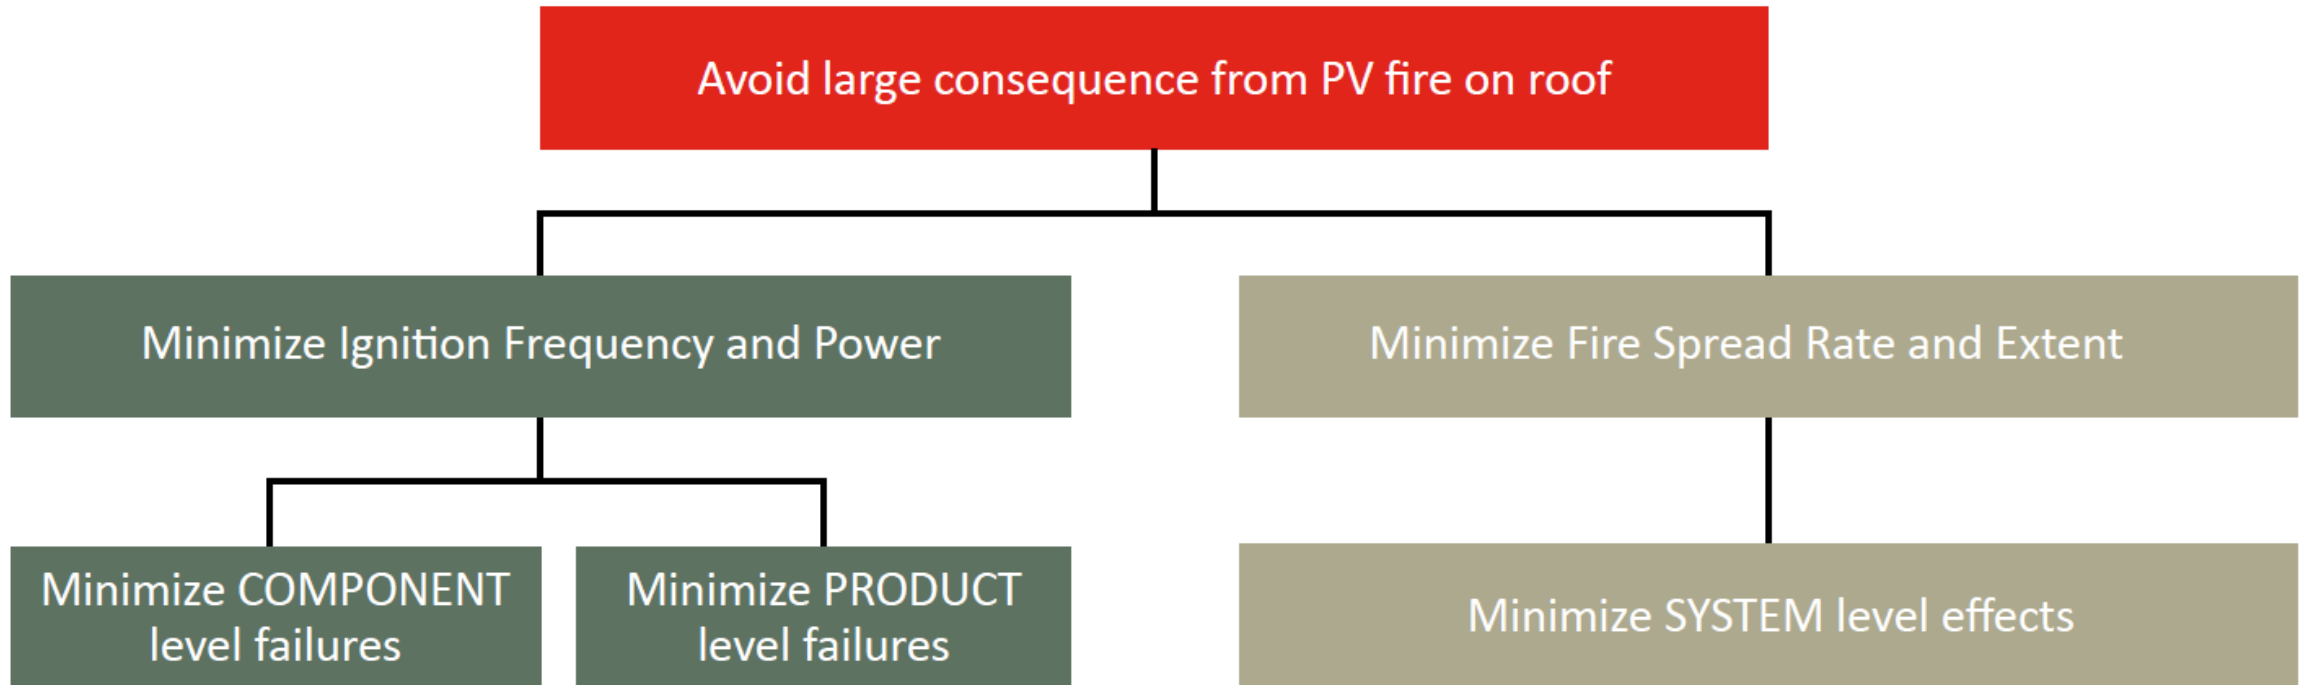 Avoid large consequence from PV fire on roof
Minimize Ignition Frequency and Power
Minimize Fire Spread Rate and Extent
Minimize COMPONENT
level failures
Minimize PRODUCT
level failures
Minimize SYSTEM level effects